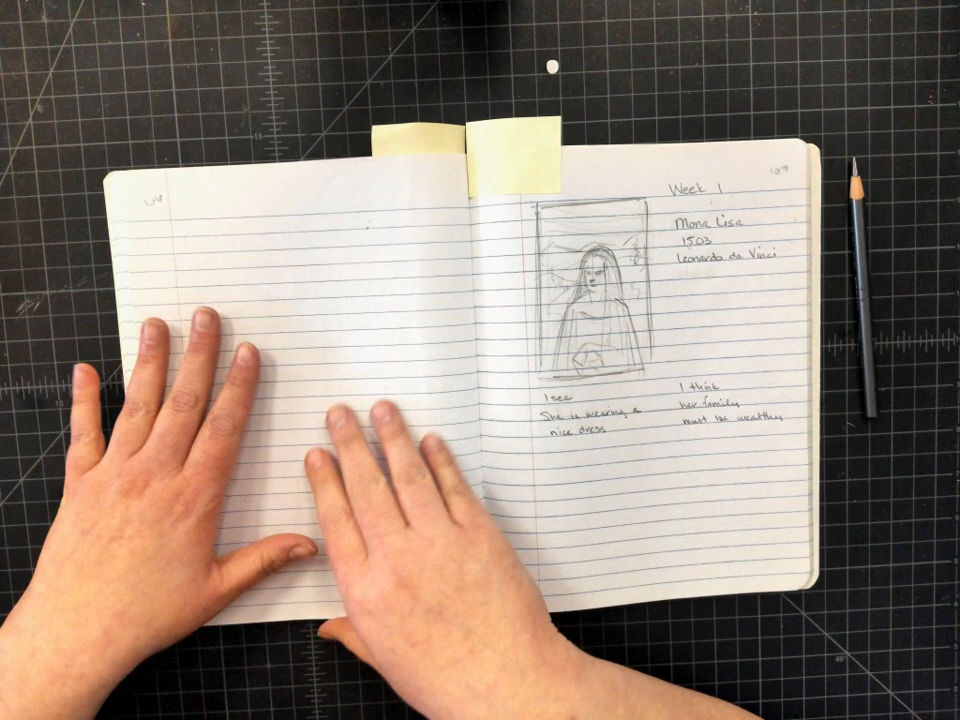 Week 1
Mona Lisa
1503
Leonardo da Vinci
I see
She is wearing a
nice dress
I think
her family
must be wealthy